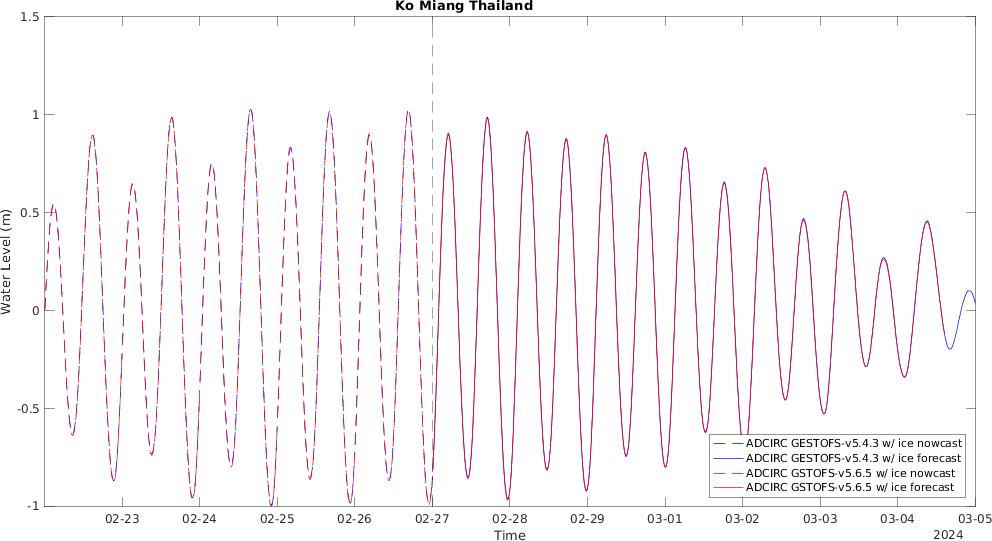 Ko Miang Thailand
1.5
1
0.5
0
-0.5
-1
Water Level (m)
ADCIRC GESTOFS-v5.4.3 w/ ice nowcast
ADCIRC GESTOFS-v5.4.3 w/ ice forecast
ADCIRC GSTOFS-v5.6.5 w/ ice nowcast
ADCIRC GSTOFS-v5.6.5 w/ ice forecast
02-23 02-24 02-25 02-26 02-27 02-28 02-29 03-01 03-02 03-03 03-04 03-05
Time
2024